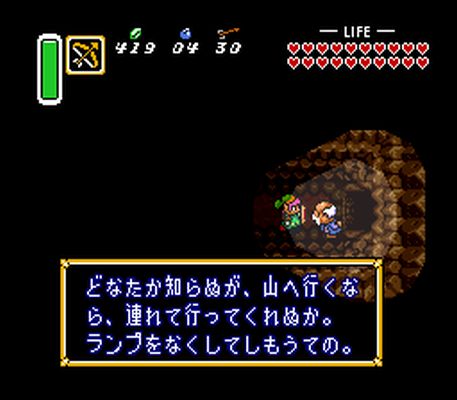 — LIFE —
419 04 30
どなたか知らぬが、山へ行くな
ら、連れて行ってくれぬか。
ランプをなくしてしもうての。